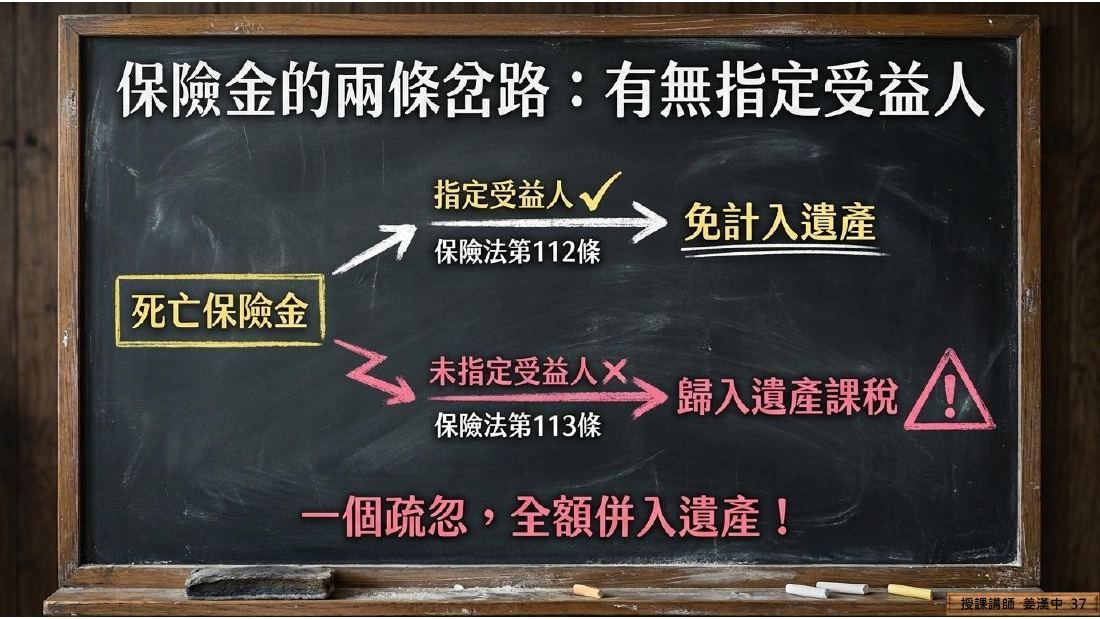 保險金的兩條岔路：有無指定受益人
指定受益人✓
保險法第112條
免計入遺產
死亡保險金
未指定受益人✕
保險法第113條
歸入遺產課稅
一個疏忽，全額併入遺產！
授課講師 姜漢中 37